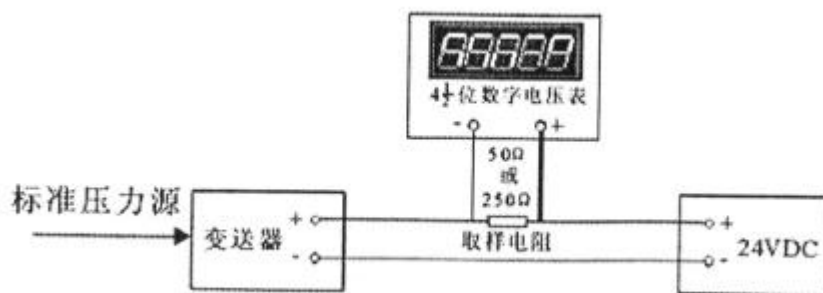 4½位数字电压表
- +
50Ω
或
250Ω
标准压力源
变送器
+
-
取样电阻
+
-
24VDC